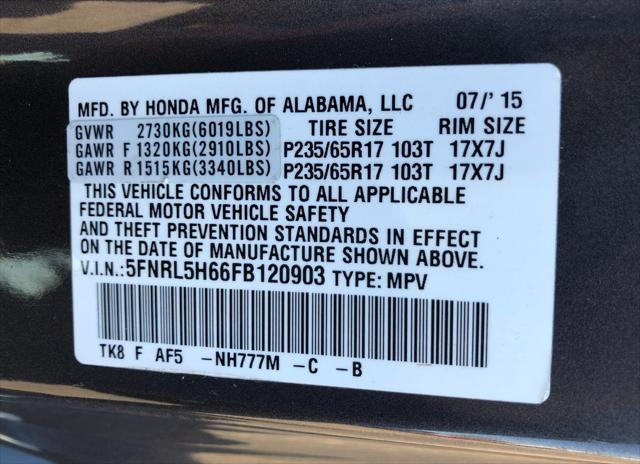 MFD. BY HONDA MFG. OF ALABAMA, LLC 07/' 15
GVWR 2730KG(6019LBS) TIRE SIZE RIM SIZE
GAWR F 1320KG(2910LBS) P235/65R17 103T 17X7J
GAWR R 1515KG(3340LBS) P235/65R17 103T 17X7J
THIS VEHICLE CONFORMS TO ALL APPLICABLE
FEDERAL MOTOR VEHICLE SAFETY
AND THEFT PREVENTION STANDARDS IN EFFECT
ON THE DATE OF MANUFACTURE SHOWN ABOVE.
V.I.N.:5FNRL5H66FB120903 TYPE: MPV
TK8 F AF5 -NH777M -C -B